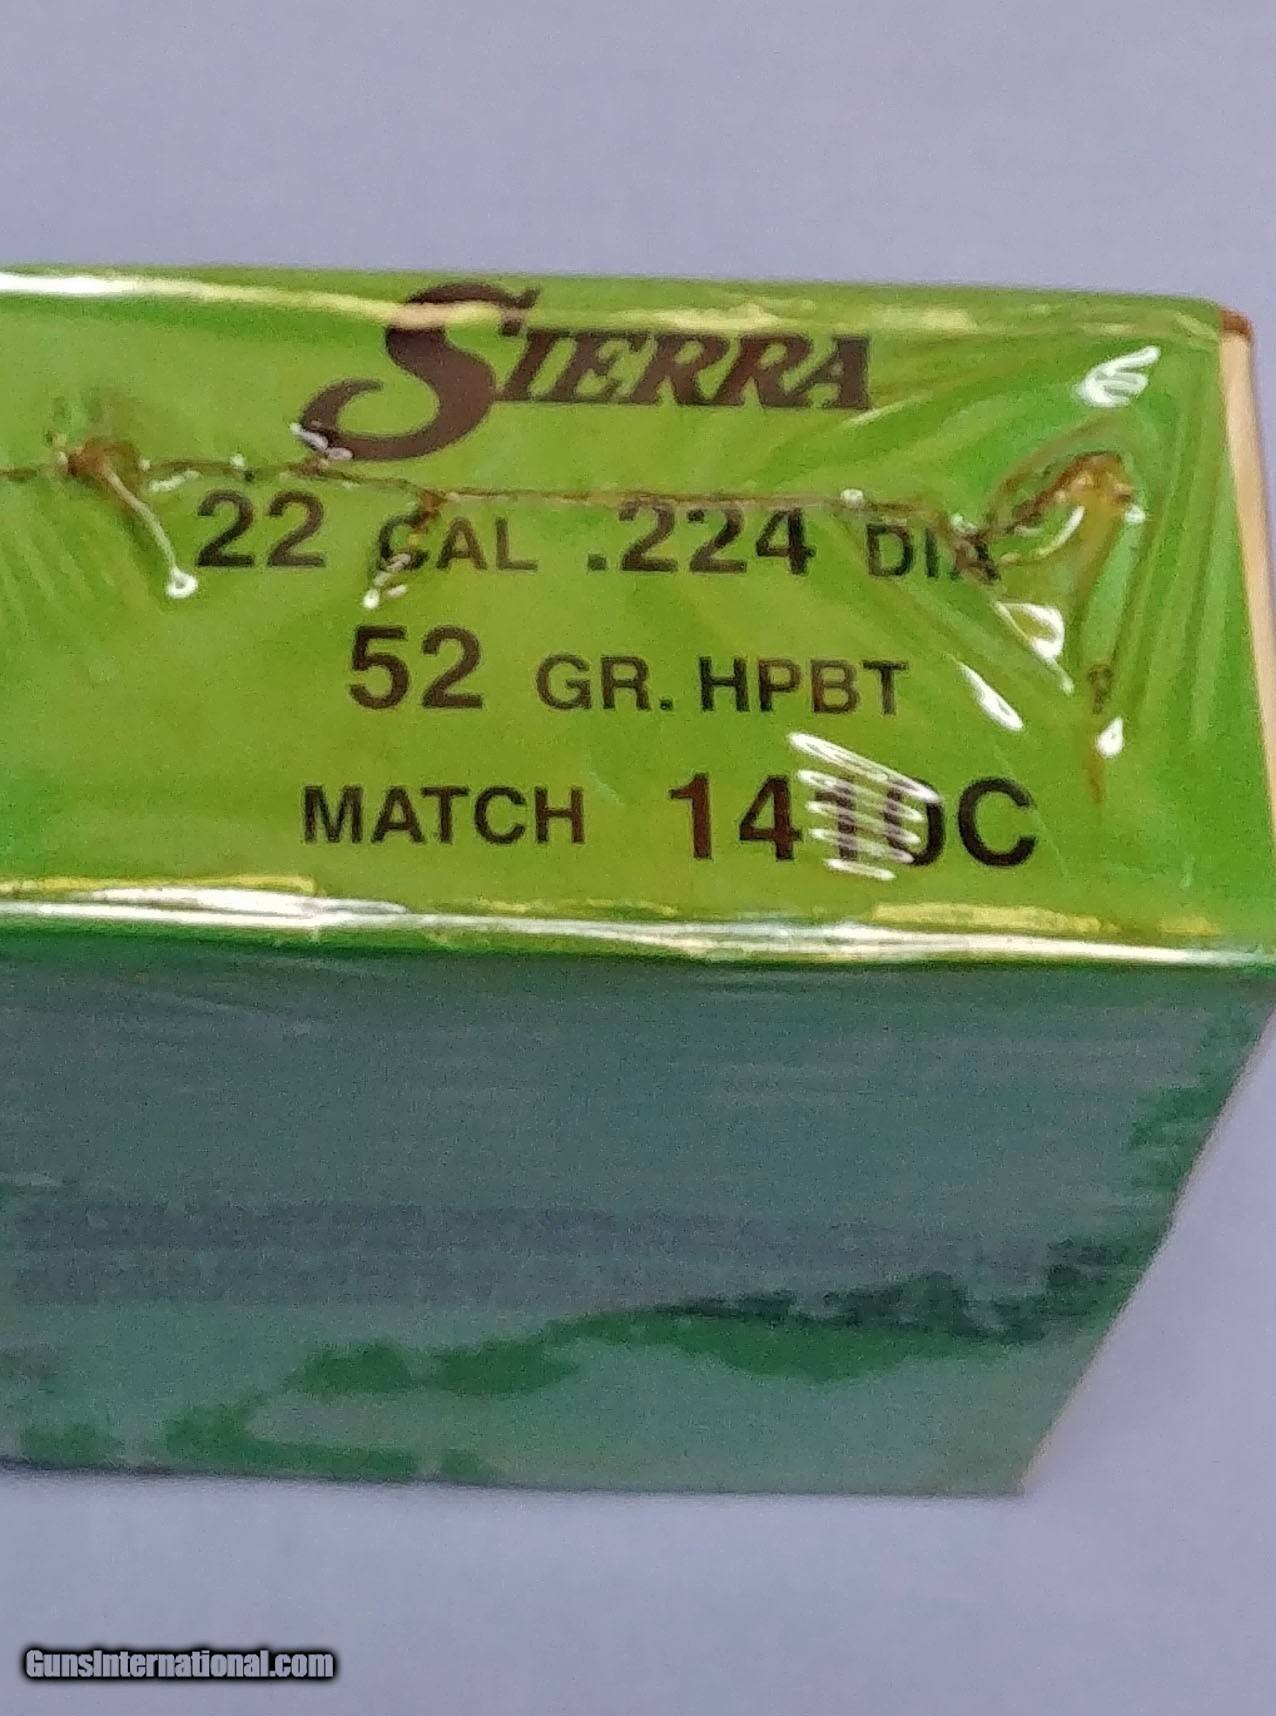 SIERRA
22 CAL .224 DIA
52 GR. HPBT
MATCH 1410C
GunsInternational.com